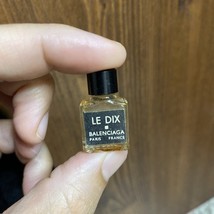 LE DIX
BALENCIAGA
PARIS FRANCE